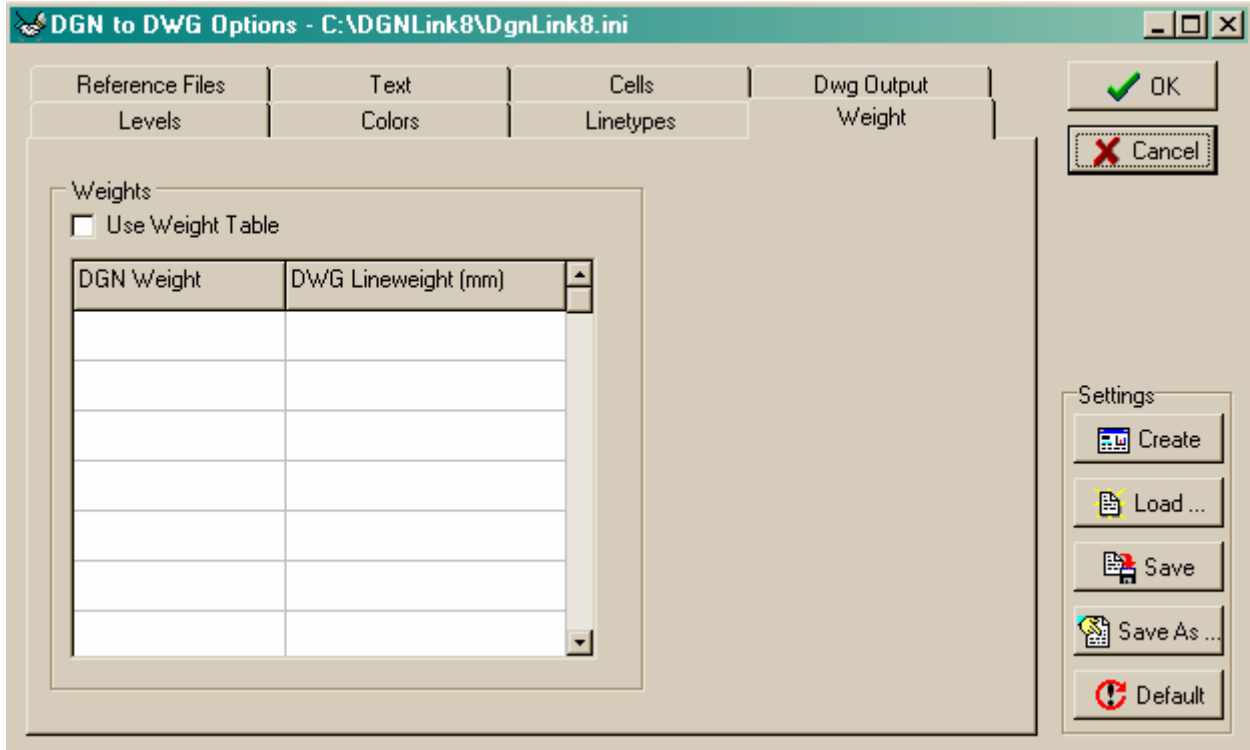 DGN to DWG Options - C:\DGNLink8\DgnLink8.ini
Reference Files Text Cells Dwg Output
Levels Colors Linetypes Weight
OK
Cancel
Weights
Use Weight Table
DGN Weight DWG Lineweight (mm)
Settings
Create
Load ...
Save
Save As ...
Default